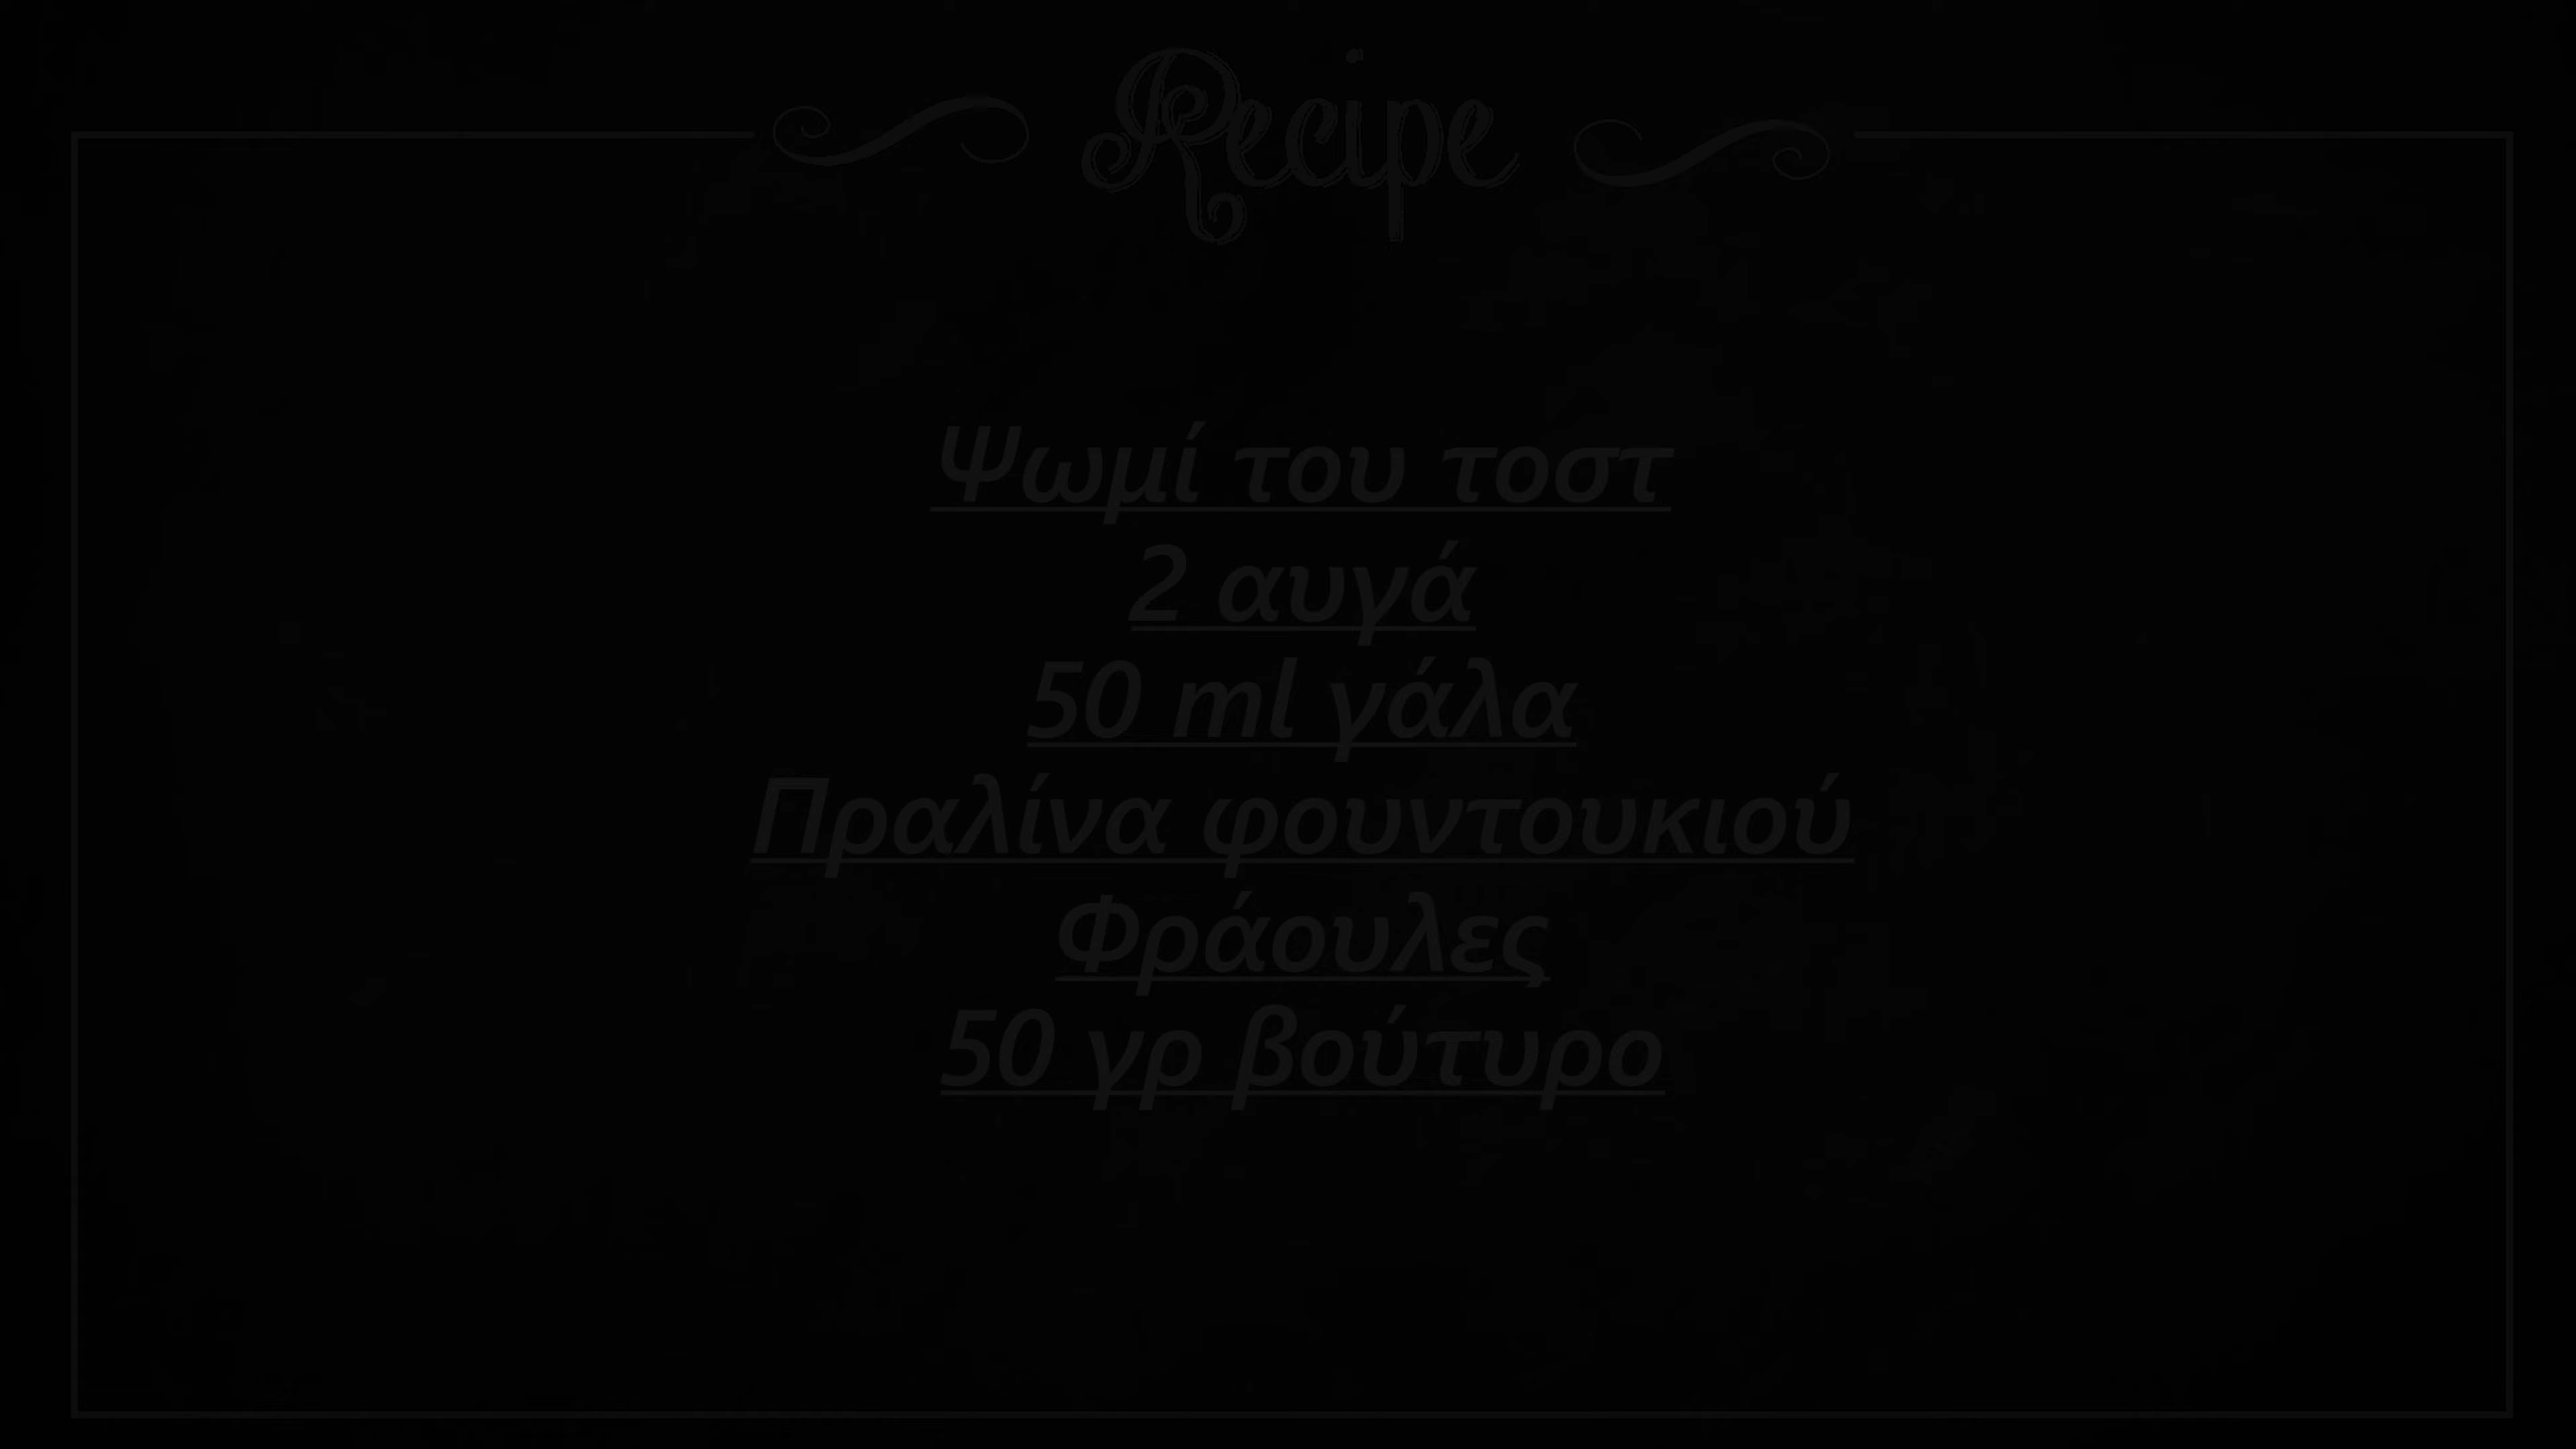 Recipe
Ψωμί του τοστ
2 αυγά
50 ml γάλα
Πραλίνα φουντουκιού
Φράουλες
50 γρ βούτυρο